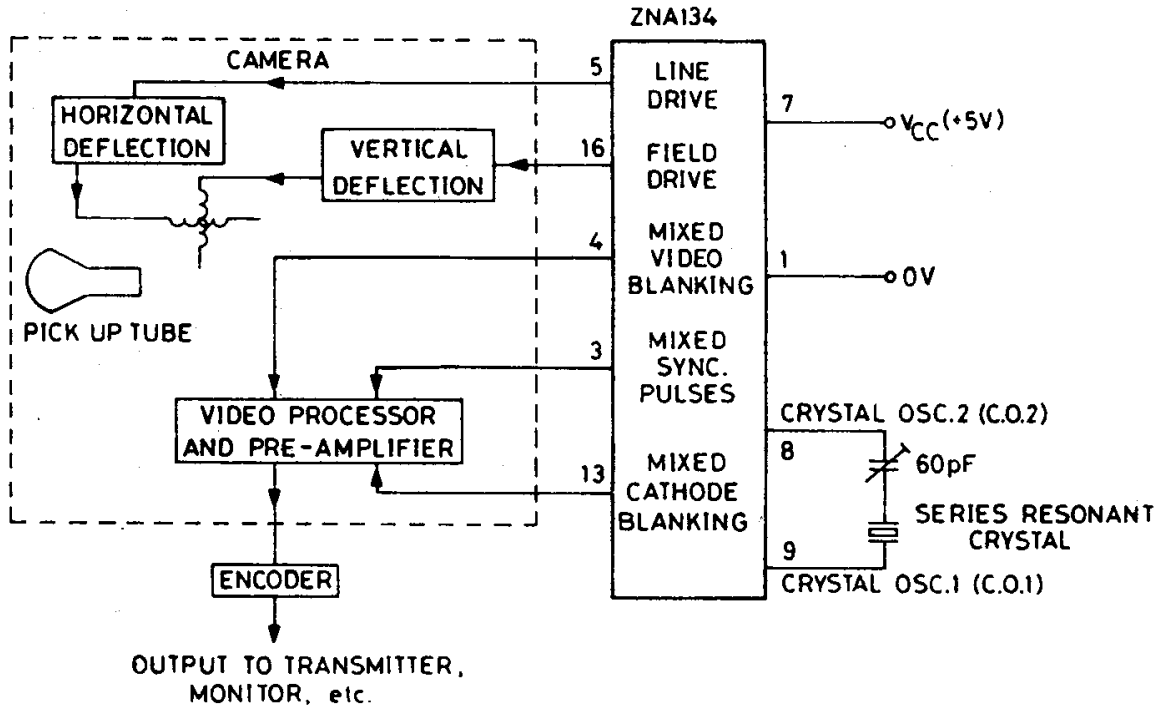 ZNA134
CAMERA
5
LINE
DRIVE
7
VCC (+5V)
HORIZONTAL
DEFLECTION
VERTICAL
DEFLECTION
16
FIELD
DRIVE
4
MIXED
VIDEO
BLANKING
1
0V
PICK UP TUBE
3
MIXED
SYNC.
PULSES
VIDEO PROCESSOR
AND PRE-AMPLIFIER
CRYSTAL OSC.2 (C.O.2)
8
60pF
13
MIXED
CATHODE
BLANKING
SERIES RESONANT
CRYSTAL
9
CRYSTAL OSC.1 (C.O.1)
ENCODER
OUTPUT TO TRANSMITTER,
MONITOR, etc.